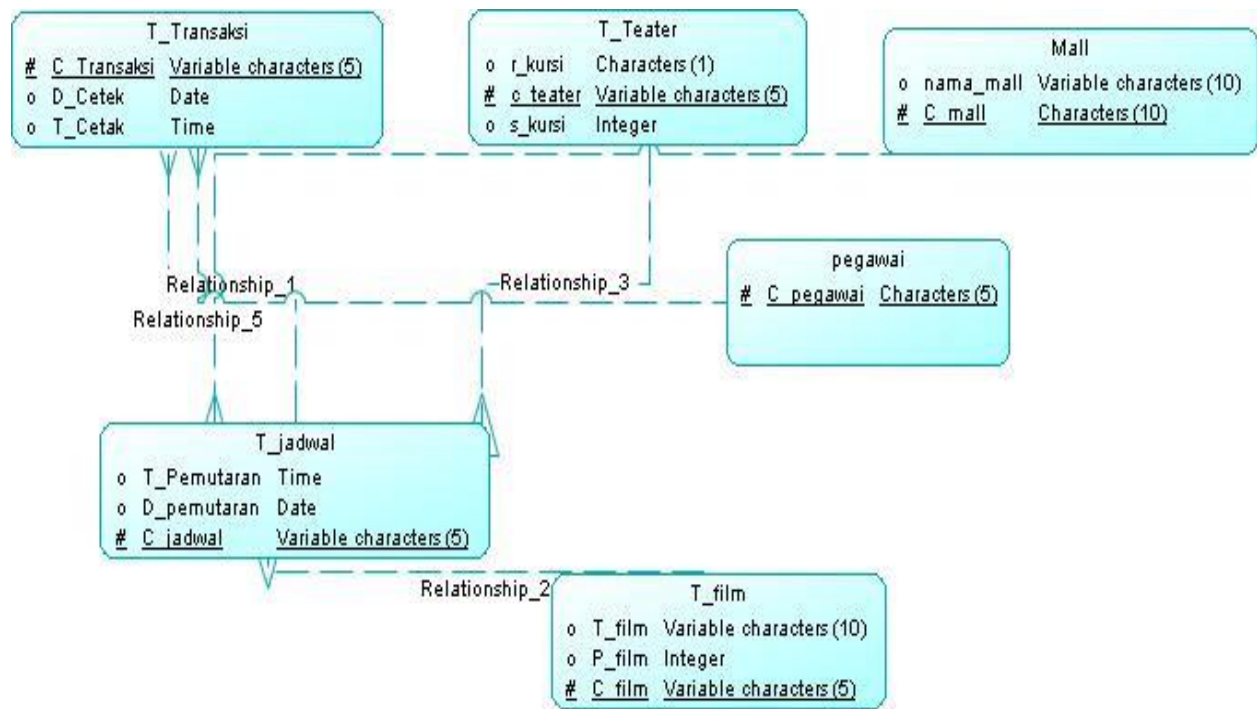 T_Transaksi
# C_Transaksi Variable characters (5)
o D_Cetek Date
o T_Cetak Time
T_Teater
o r_kursi Characters (1)
# c_teater Variable characters (5)
o s_kursi Integer
Mall
o nama_mall Variable characters (10)
# C_mall Characters (10)
pegawai
# C_pegawai Characters (5)
Relationship_1
Relationship_3
Relationship_5
T_jadwal
o T_Pemutaran Time
o D_pemutaran Date
# C_jadwal Variable characters (5)
Relationship_2
T_film
o T_film Variable characters (10)
o P_film Integer
# C_film Variable characters (5)